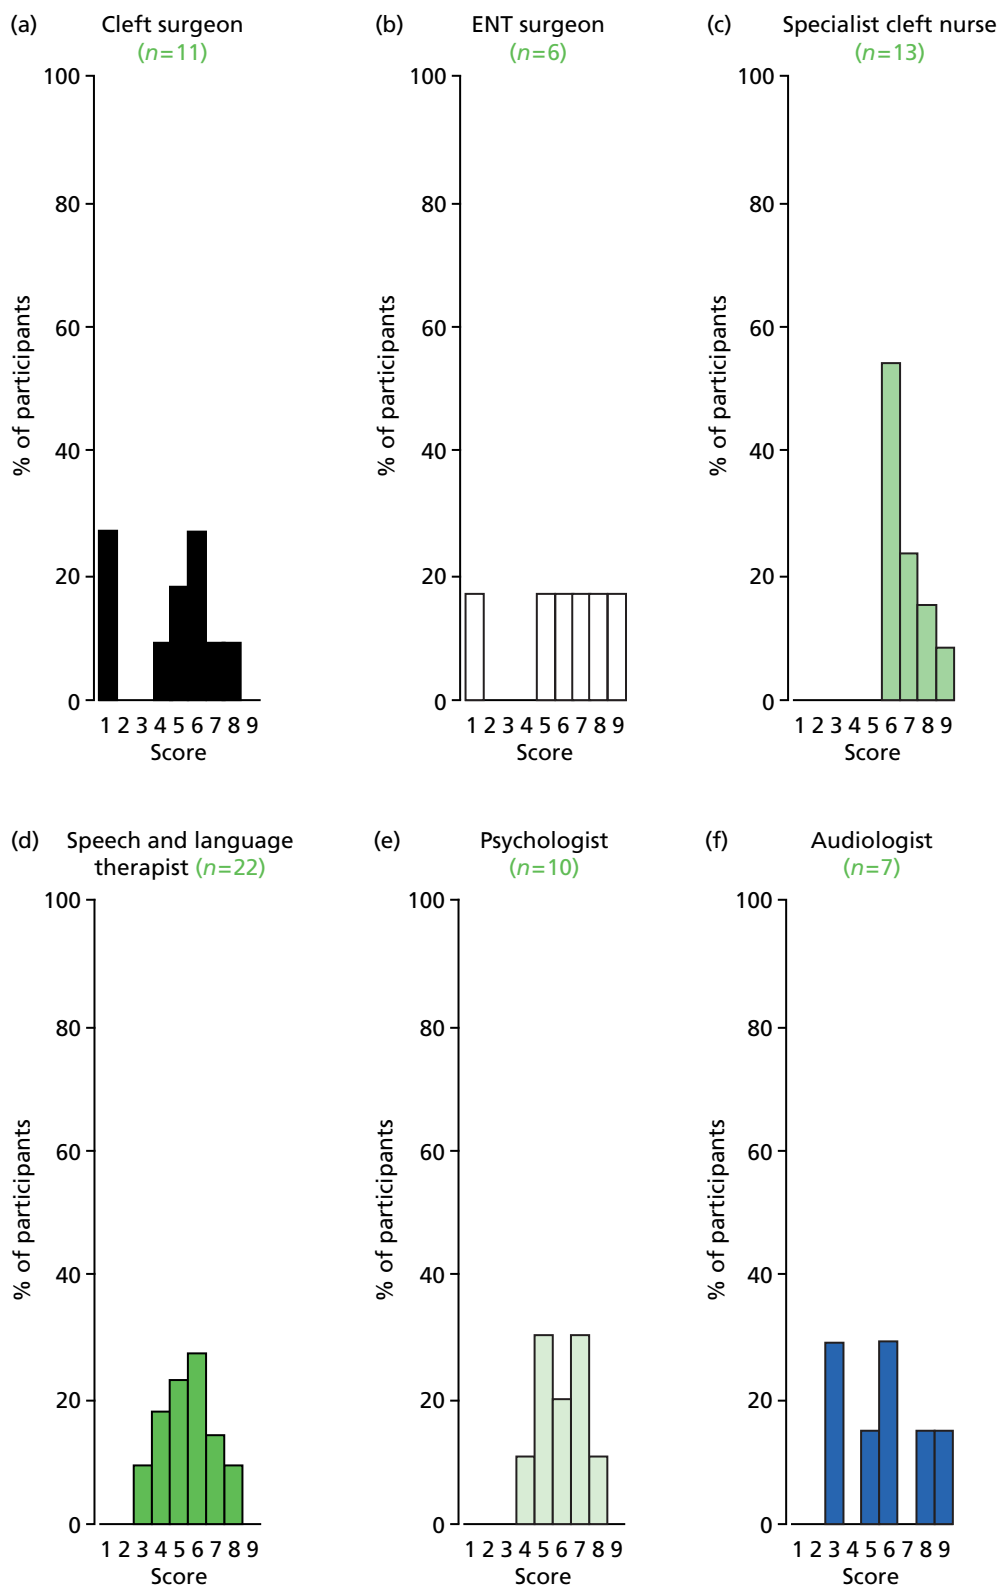 (a) Cleft surgeon
(n=11)
100
80
60
40
20
0
% of participants
1 2 3 4 5 6 7 8 9
Score
(b) ENT surgeon
(n=6)
100
80
60
40
20
0
% of participants
1 2 3 4 5 6 7 8 9
Score
(c) Specialist cleft nurse
(n=13)
100
80
60
40
20
0
% of participants
1 2 3 4 5 6 7 8 9
Score
(d) Speech and language
therapist (n=22)
100
80
60
40
20
0
% of participants
1 2 3 4 5 6 7 8 9
Score
(e) Psychologist
(n=10)
100
80
60
40
20
0
% of participants
1 2 3 4 5 6 7 8 9
Score
(f) Audiologist
(n=7)
100
80
60
40
20
0
% of participants
1 2 3 4 5 6 7 8 9
Score